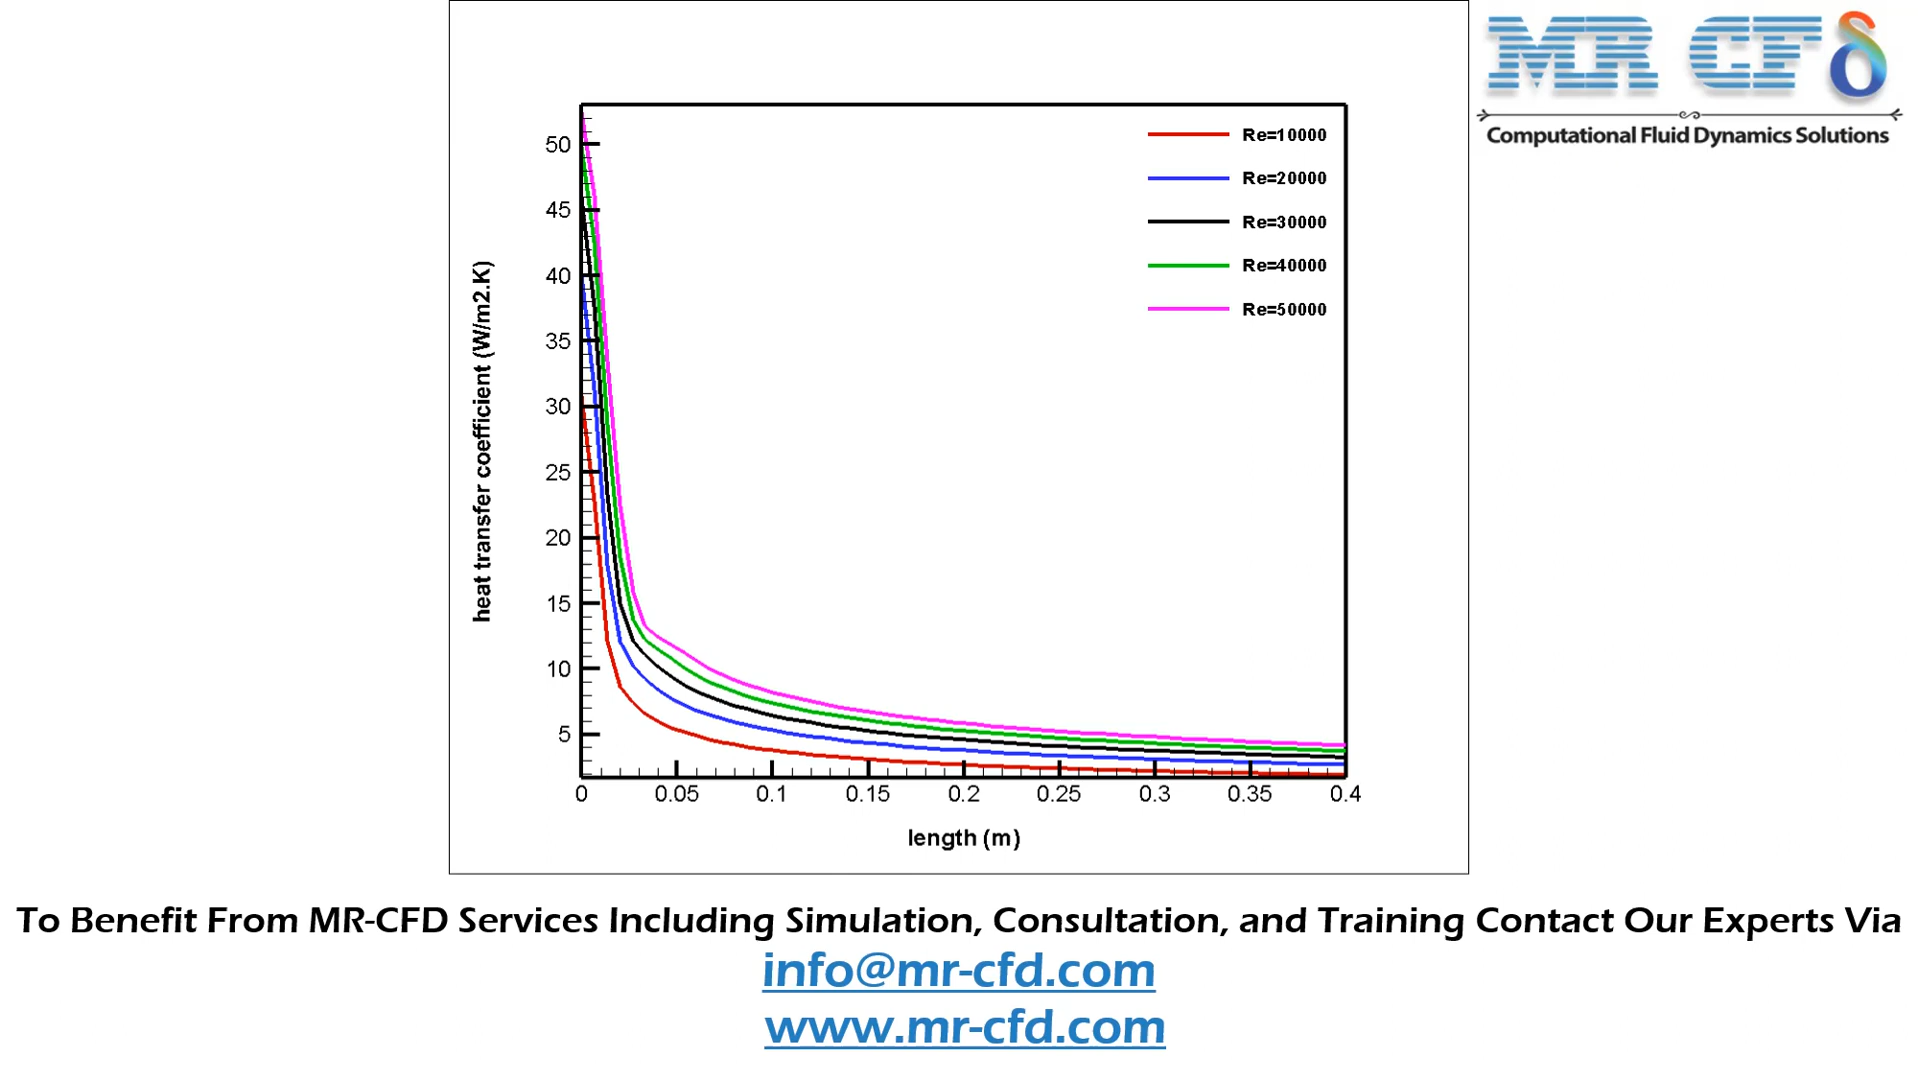 MR CFδ
Computational Fluid Dynamics Solutions
Re=10000
Re=20000
Re=30000
Re=40000
Re=50000
heat transfer coefficient (W/m2.K)
50
45
40
35
30
25
20
15
10
5
0 0.05 0.1 0.15 0.2 0.25 0.3 0.35 0.4
length (m)
To Benefit From MR-CFD Services Including Simulation, Consultation, and Training Contact Our Experts Via
info@mr-cfd.com
www.mr-cfd.com